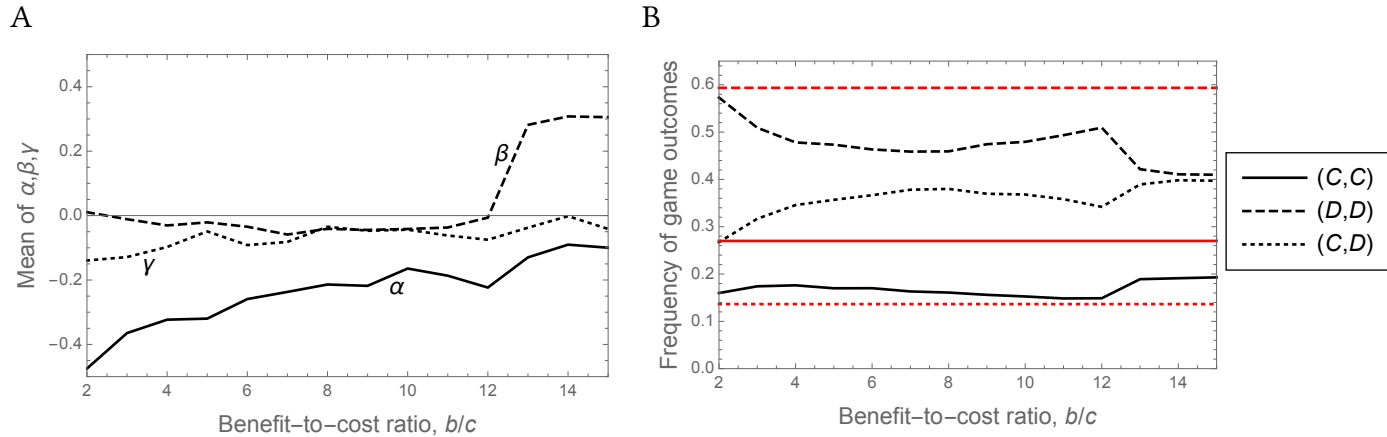 A
Mean of α,β,γ
0.4
0.2
0.0
−0.2
−0.4
β
γ
α
2 4 6 8 10 12 14
Benefit−to−cost ratio, b/c
B
Frequency of game outcomes
0.6
0.5
0.4
0.3
0.2
0.1
0.0
2 4 6 8 10 12 14
Benefit−to−cost ratio, b/c
(C,C)
(D,D)
(C,D)